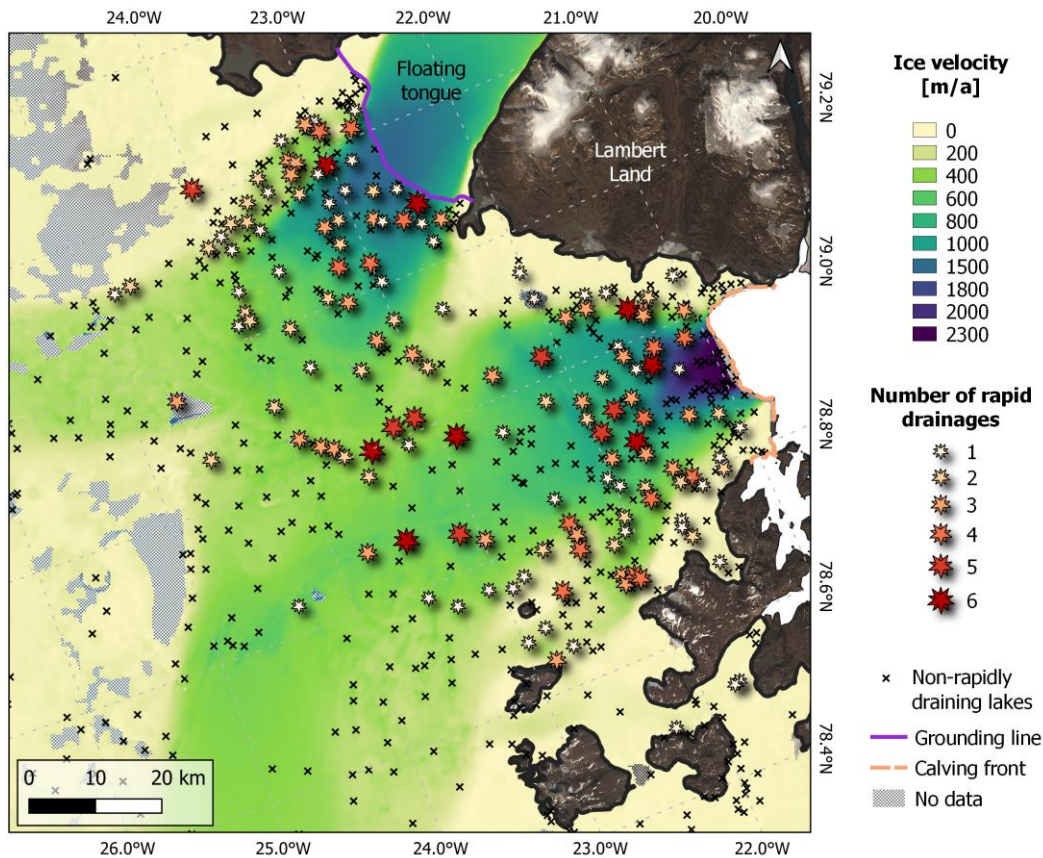 24.0°W
23.0°W
22.0°W
21.0°W
20.0°W
Floating
tongue
Lambert
Land
79.2°N
79.0°N
78.8°N
78.6°N
78.4°N
0 10 20 km
26.0°W
25.0°W
24.0°W
23.0°W
22.0°W
Ice velocity
[m/a]
0
200
400
600
800
1000
1500
1800
2000
2300
Number of rapid
drainages
1
2
3
4
5
6
Non-rapidly
draining lakes
Grounding line
Calving front
No data